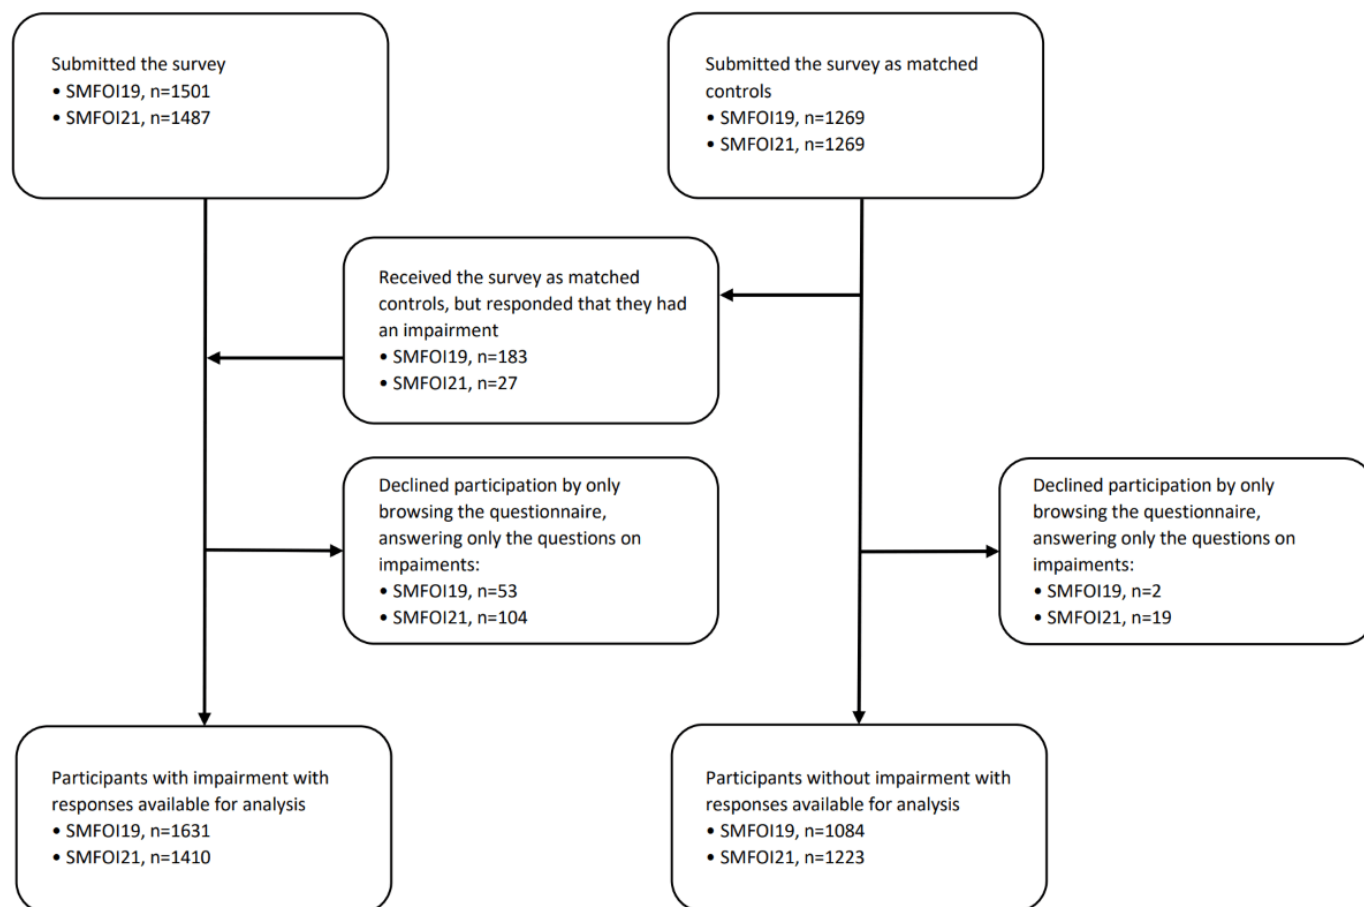 Submitted the survey
• SMFOI19, n=1501
• SMFOI21, n=1487
Submitted the survey as matched
controls
• SMFOI19, n=1269
• SMFOI21, n=1269
Received the survey as matched
controls, but responded that they had
an impairment
• SMFOI19, n=183
• SMFOI21, n=27
Declined participation by only
browsing the questionnaire,
answering only the questions on
impaiments:
• SMFOI19, n=53
• SMFOI21, n=104
Declined participation by only
browsing the questionnaire,
answering only the questions on
impaiments:
• SMFOI19, n=2
• SMFOI21, n=19
Participants with impairment with
responses available for analysis
• SMFOI19, n=1631
• SMFOI21, n=1410
Participants without impairment with
responses available for analysis
• SMFOI19, n=1084
• SMFOI21, n=1223